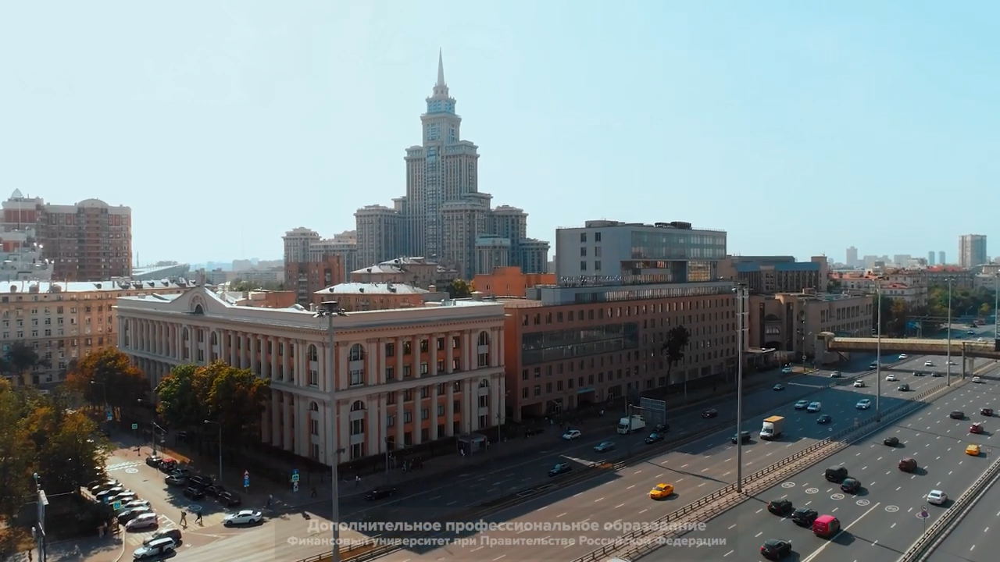 Дополнительное профессиональное образование
Финансовый университет при Правительстве Российской Федерации